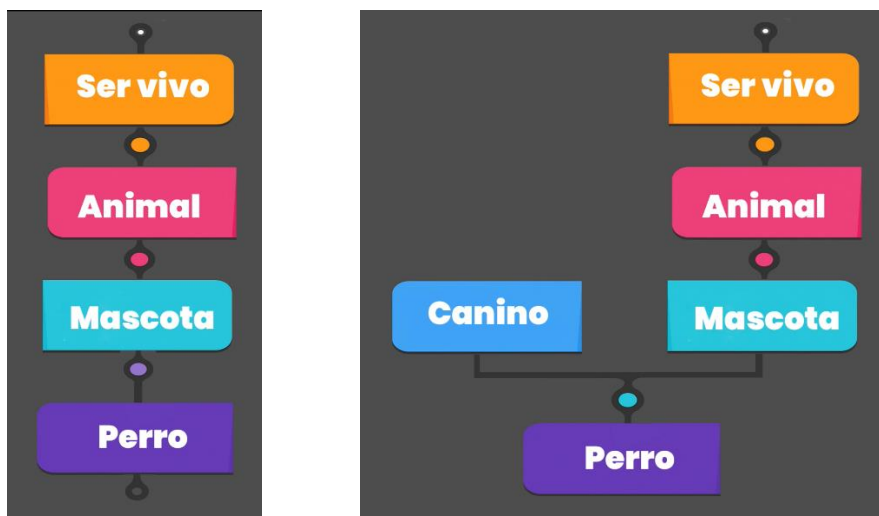 Ser vivo
Animal
Mascota
Perro
Ser vivo
Animal
Canino
Mascota
Perro